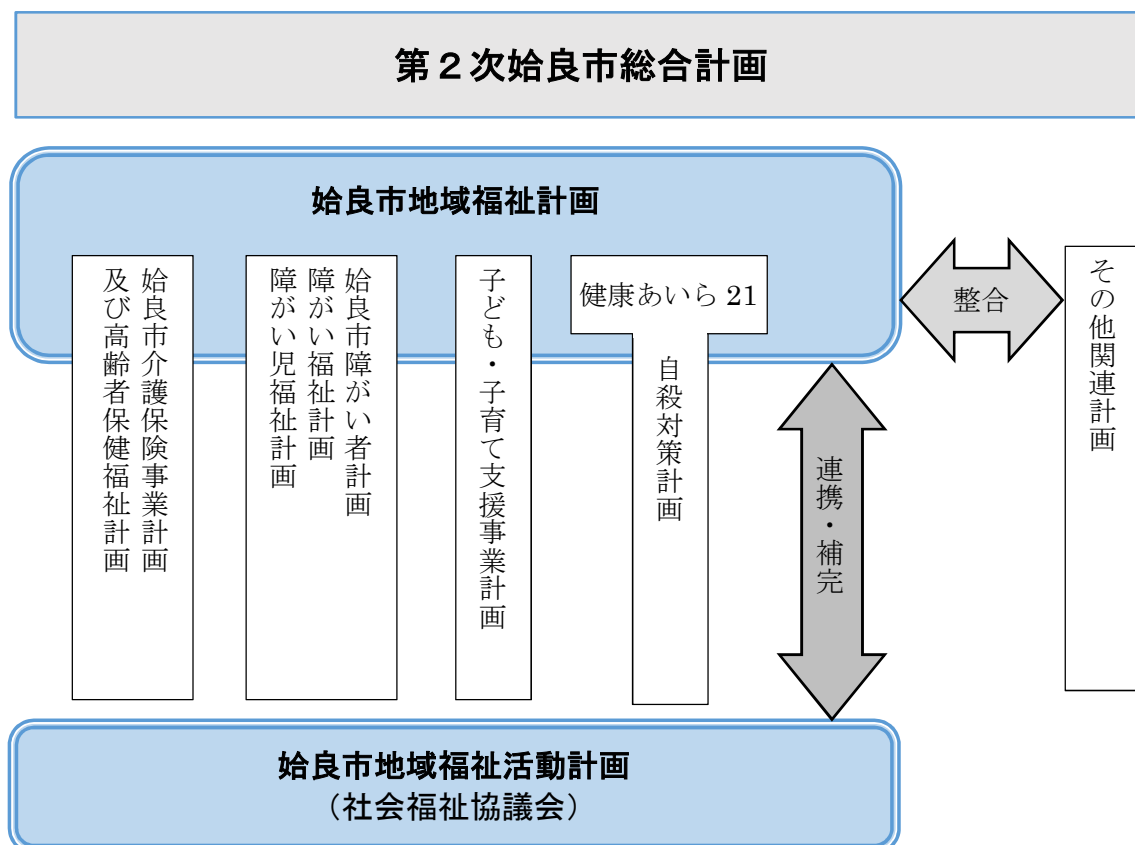 第２次姶良市総合計画
姶良市地域福祉計画
姶良市介護保険事業計画
及び高齢者保健福祉計画
姶良市障がい者計画
障がい福祉計画
障がい児福祉計画
子ども・子育て支援事業計画
健康あいら 21
自殺対策計画
整合
その他関連計画
連携・補完
姶良市地域福祉活動計画
（社会福祉協議会）